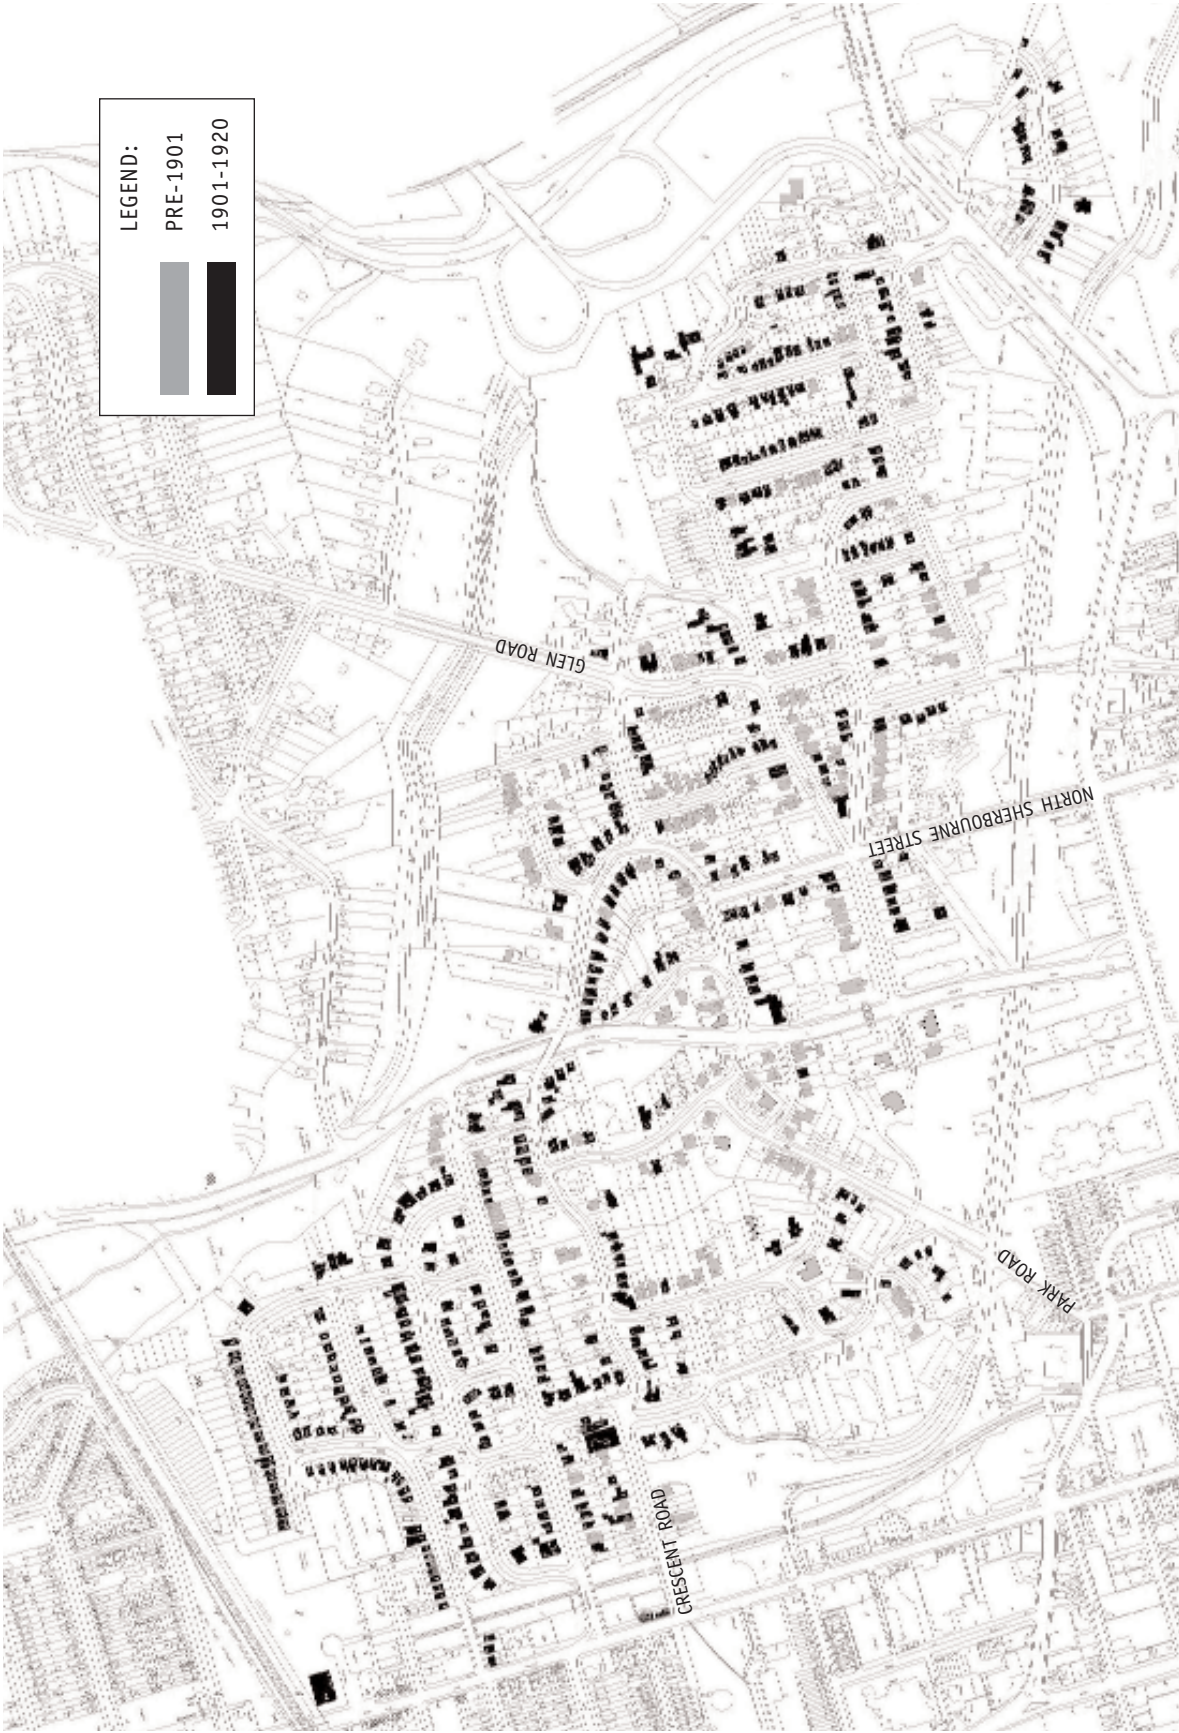 LEGEND:
PRE-1901
1901-1920
GLEN ROAD
NORTH SHERBOURNE STREET
PARK ROAD
CRESCENT ROAD